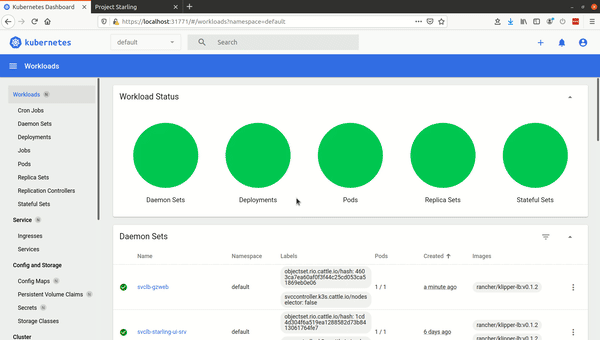 Kubernetes Dashboard
Project Starling
https://localhost:31771/#/workloads?namespace=default
kubernetes
default
Search
Workloads
Workloads N
Cron Jobs
Daemon Sets
Deployments
Jobs
Pods
Replica Sets
Replication Controllers
Stateful Sets
Service N
Ingresses
Services
Config and Storage
Config Maps N
Persistent Volume Claims N
Secrets N
Storage Classes
Cluster
Workload Status
Daemon Sets
Deployments
Pods
Replica Sets
Stateful Sets
Daemon Sets
Name
Namespace
Labels
Pods
Created
Images
svclb-gzweb
default
objectset.rio.cattle.io/hash: 4603ca7ea60af0f3f44c25cd053ca51869eb0e06
svccontroller.k3s.cattle.io/nodeselector: false
1 / 1
a minute ago
rancher/klipper-lb:v0.1.2
svclb-starling-ui-srv
default
objectset.rio.cattle.io/hash: 1cd4d304f6a519ea1288582d73b8413061764fe7
1 / 1
6 days ago
rancher/klipper-lb:v0.1.2
rancher/klipper-lb:v0.1.2